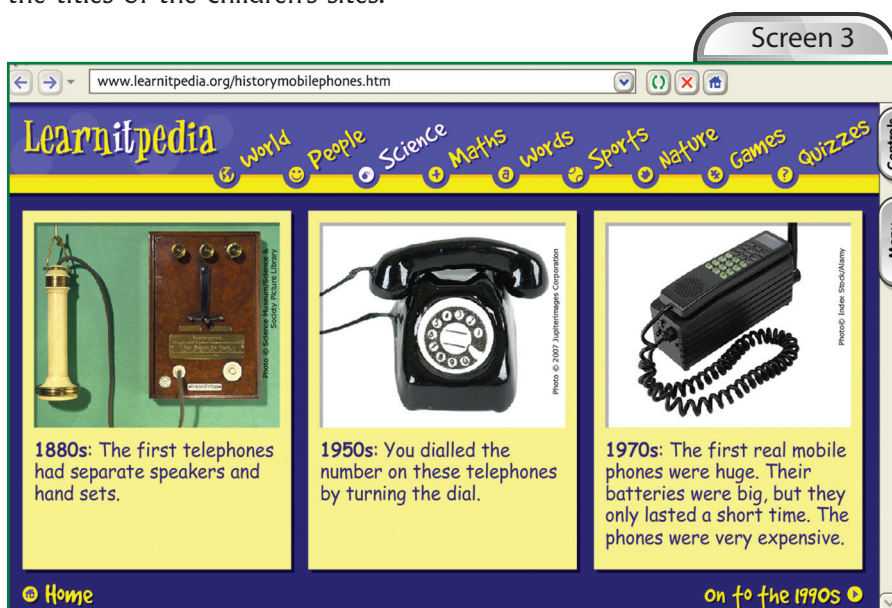 the titles of the children's sites.
Screen 3
www.learnitpedia.org/historymobilephones.htm
Learnitpedia
World
People
Science
Maths
Words
Sports
Nature
Games
Quizzes
Photo © Science Museum/Science &
Society Picture Library
1880s: The first telephones
had separate speakers and
hand sets.
Photo © 2007 Jupiterimages Corporation
1950s: You dialled the
number on these telephones
by turning the dial.
Photo© Index Stock/Alamy
1970s: The first real mobile
phones were huge. Their
batteries were big, but they
only lasted a short time. The
phones were very expensive.
Home
On to the 1990s